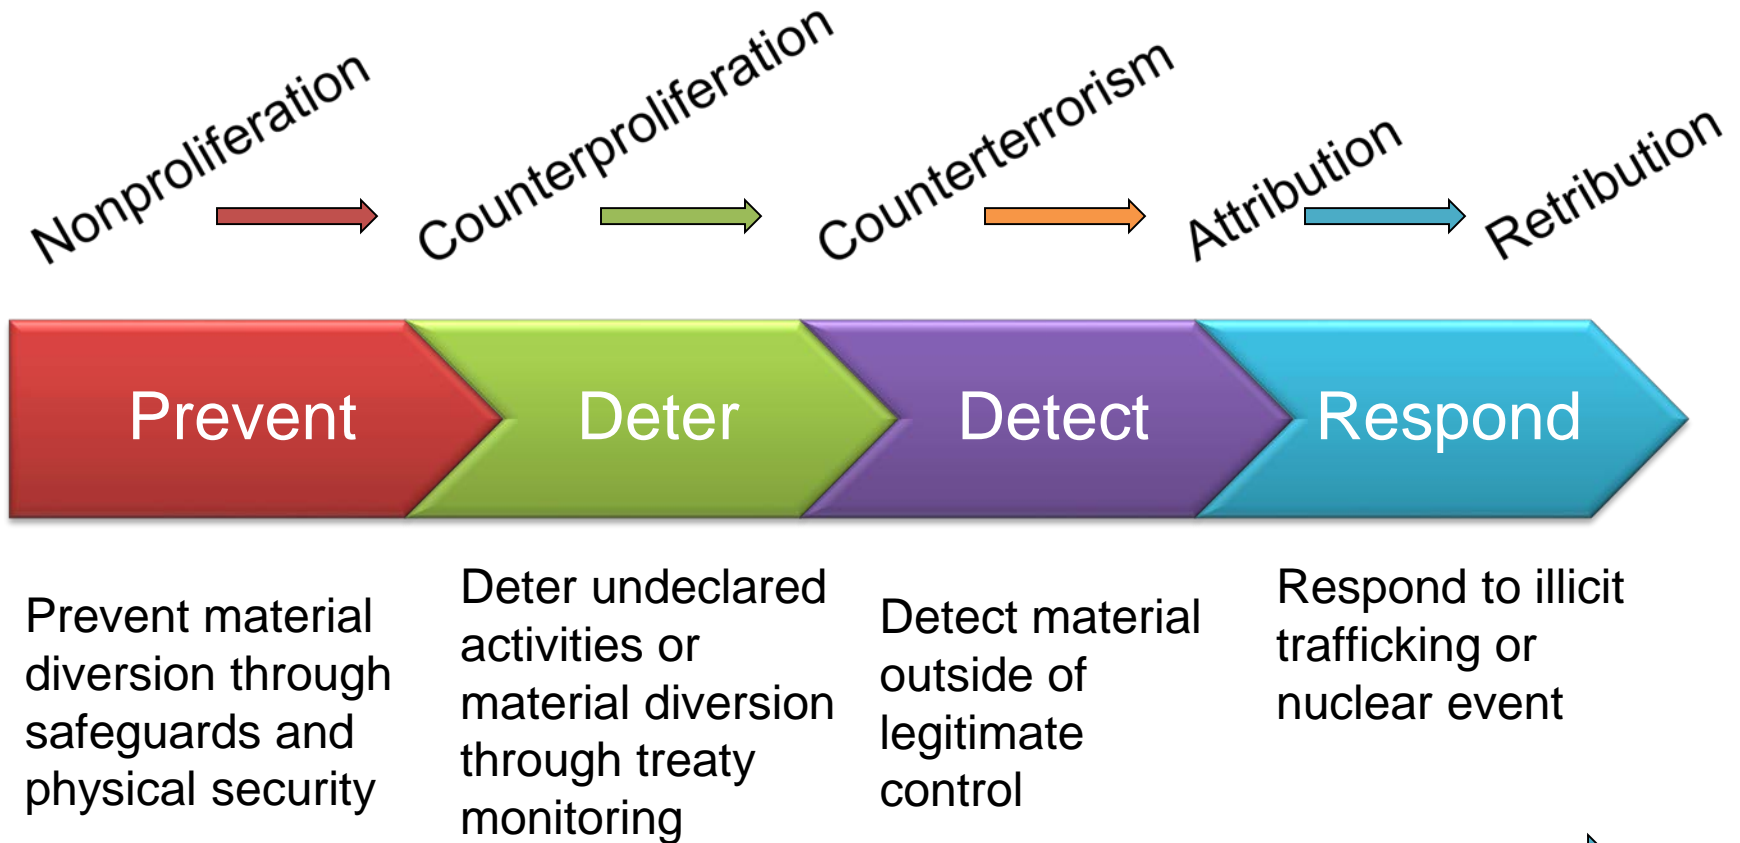 Nonproliferation
Counterproliferation
Counterterrorism
Attribution
Retribution
Prevent
Deter
Detect
Respond
Prevent material
diversion through
safeguards and
physical security
Deter undeclared
activities or
material diversion
through treaty
monitoring
Detect material
outside of
legitimate
control
Respond to illicit
trafficking or
nuclear event